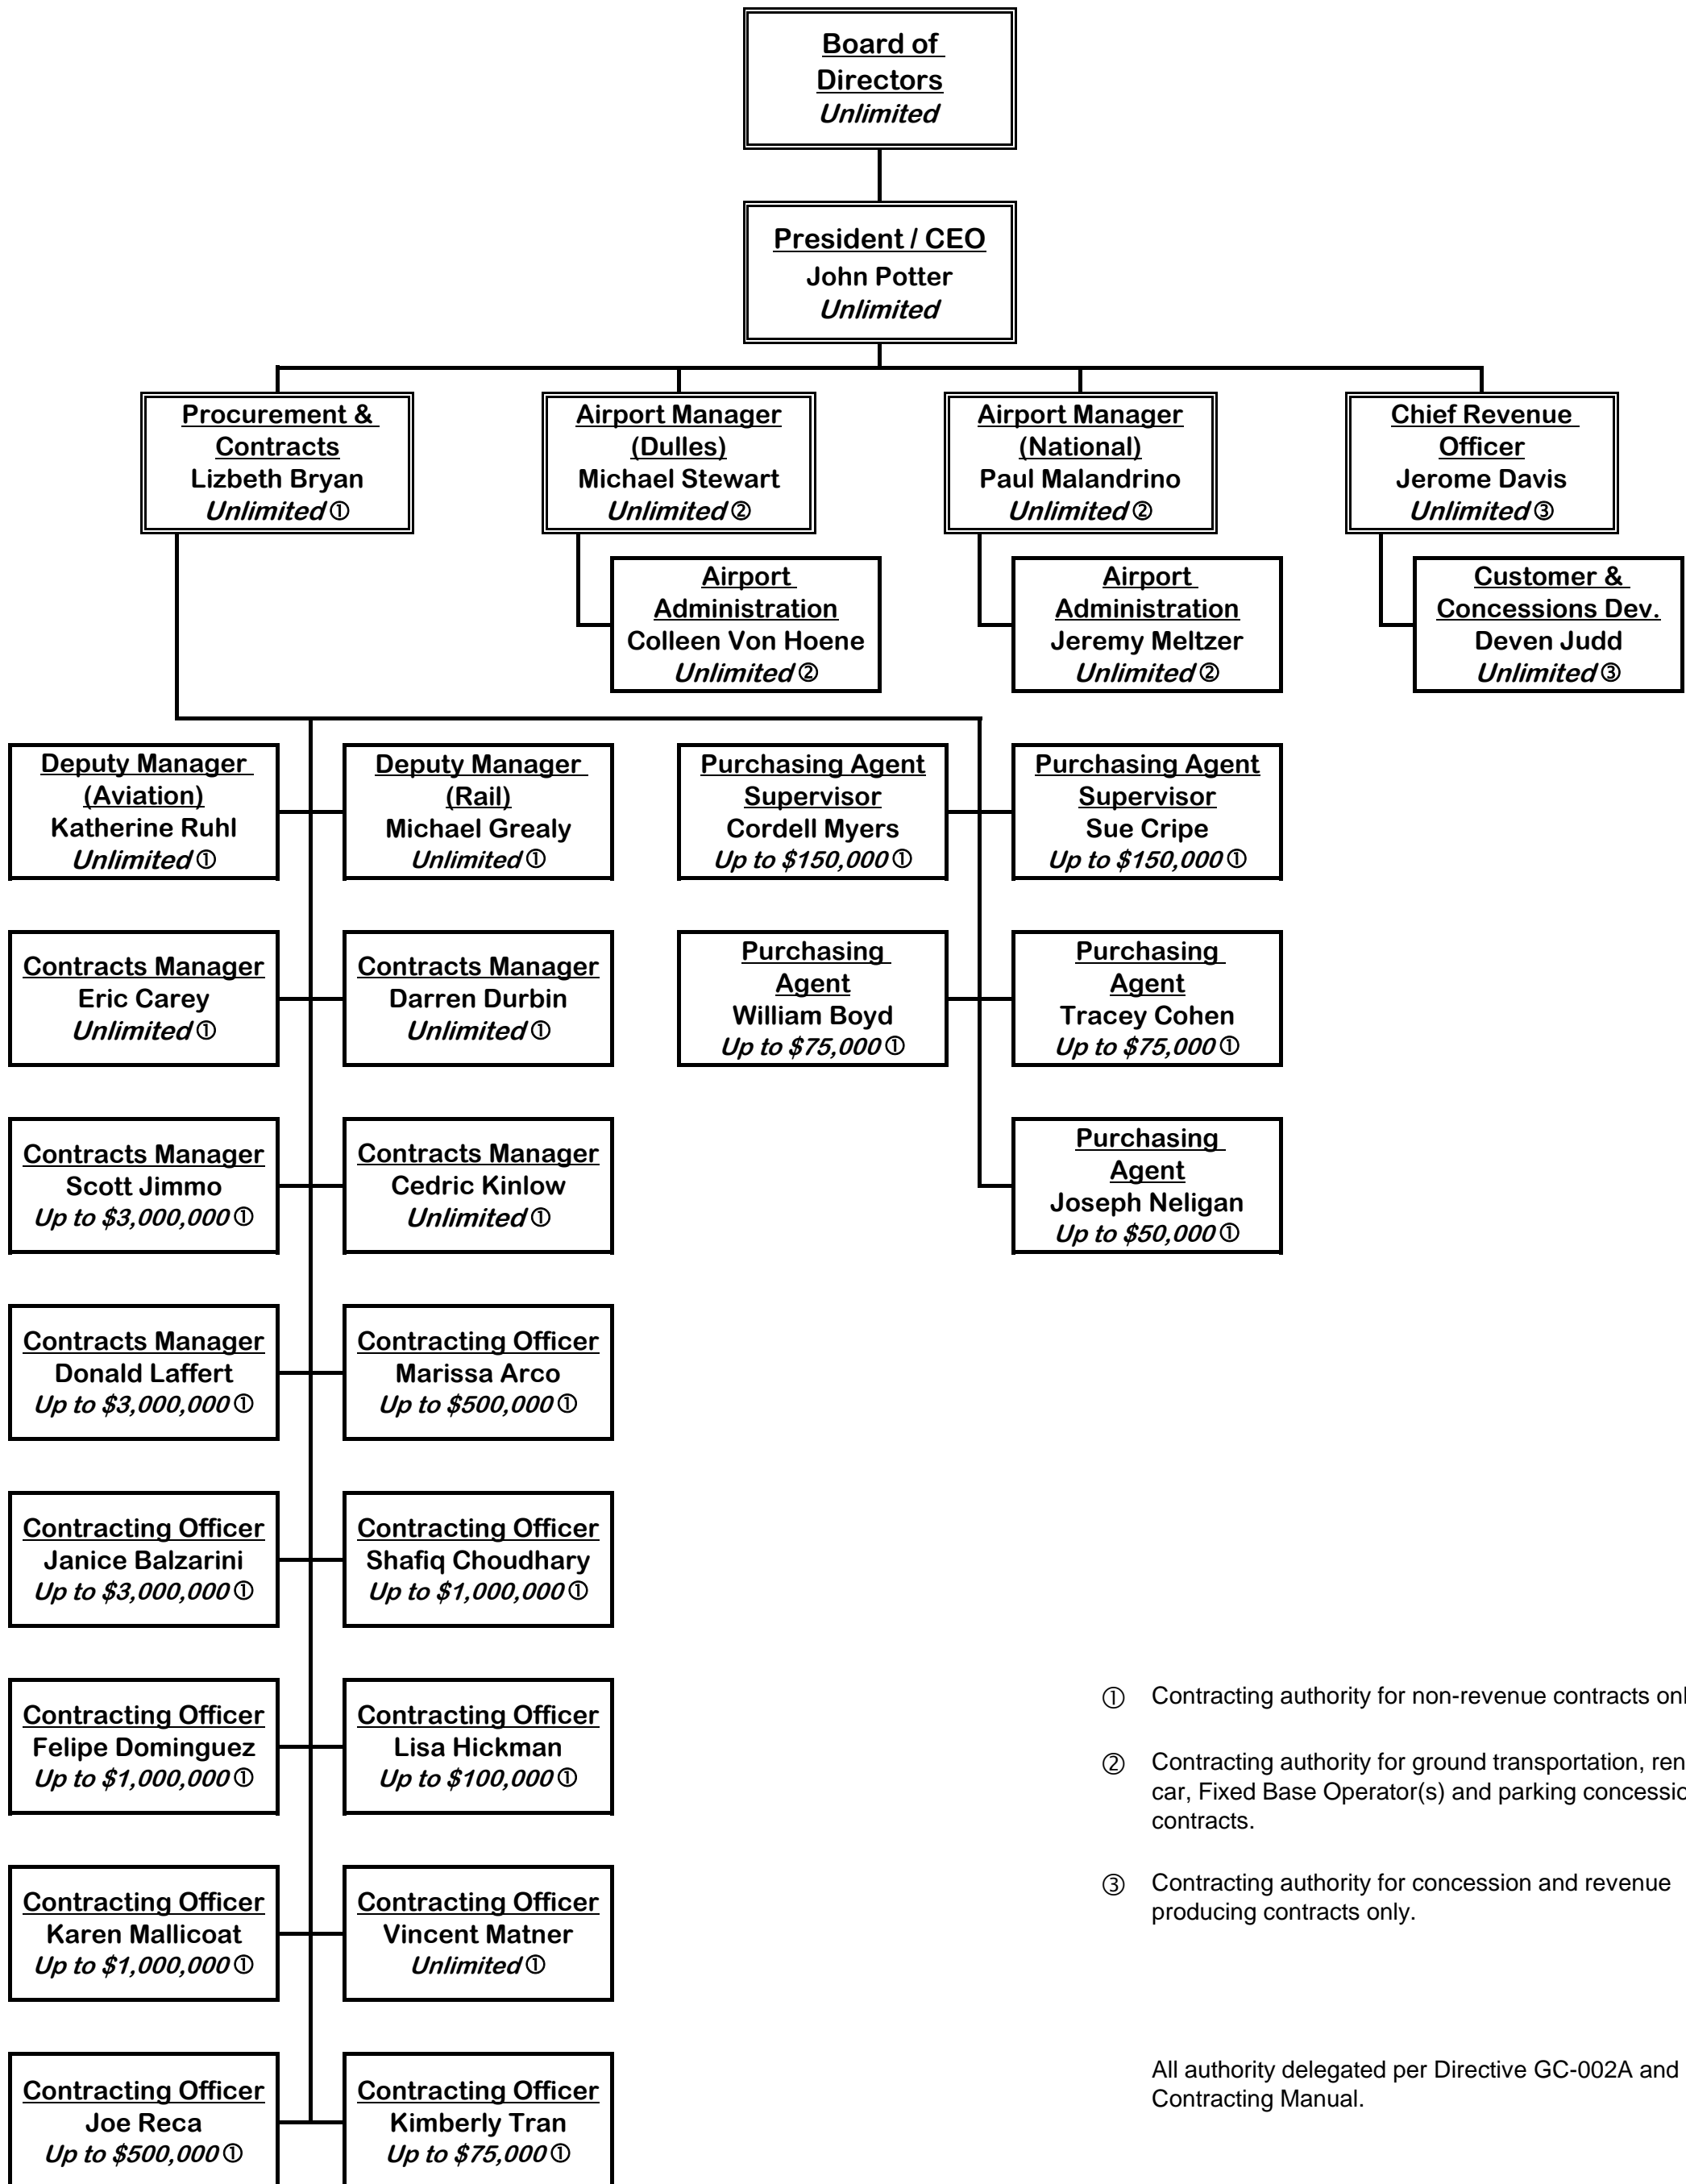 Board of
Directors
Unlimited
President / CEO
John Potter
Unlimited
Procurement &
Contracts
Lizbeth Bryan
Unlimited ①
Airport Manager
(Dulles)
Michael Stewart
Unlimited ②
Airport Manager
(National)
Paul Malandrino
Unlimited ②
Chief Revenue
Officer
Jerome Davis
Unlimited ③
Airport
Administration
Colleen Von Hoene
Unlimited ②
Airport
Administration
Jeremy Meltzer
Unlimited ②
Customer &
Concessions Dev.
Deven Judd
Unlimited ③
Deputy Manager
(Aviation)
Katherine Ruhl
Unlimited ①
Deputy Manager
(Rail)
Michael Grealy
Unlimited ①
Purchasing Agent
Supervisor
Cordell Myers
Up to $150,000 ①
Purchasing Agent
Supervisor
Sue Cripe
Up to $150,000 ①
Contracts Manager
Eric Carey
Unlimited ①
Contracts Manager
Darren Durbin
Unlimited ①
Purchasing
Agent
William Boyd
Up to $75,000 ①
Purchasing
Agent
Tracey Cohen
Up to $75,000 ①
Contracts Manager
Scott Jimmo
Up to $3,000,000 ①
Contracts Manager
Cedric Kinlow
Unlimited ①
Purchasing
Agent
Joseph Neligan
Up to $50,000 ①
Contracts Manager
Donald Laffert
Up to $3,000,000 ①
Contracting Officer
Marissa Arco
Up to $500,000 ①
Contracting Officer
Janice Balzarini
Up to $3,000,000 ①
Contracting Officer
Shafiq Choudhary
Up to $1,000,000 ①
Contracting Officer
Felipe Dominguez
Up to $1,000,000 ①
Contracting Officer
Lisa Hickman
Up to $100,000 ①
Contracting Officer
Karen Mallicoat
Up to $1,000,000 ①
Contracting Officer
Vincent Matner
Unlimited ①
Contracting Officer
Joe Reca
Up to $500,000 ①
Contracting Officer
Kimberly Tran
Up to $75,000 ①
① Contracting authority for non-revenue contracts
② Contracting authority for ground transportation,
car, Fixed Base Operator(s) and parking
contracts.
③ Contracting authority for concession and revenue
producing contracts only.
All authority delegated per Directive GC-002A and
Contracting Manual.